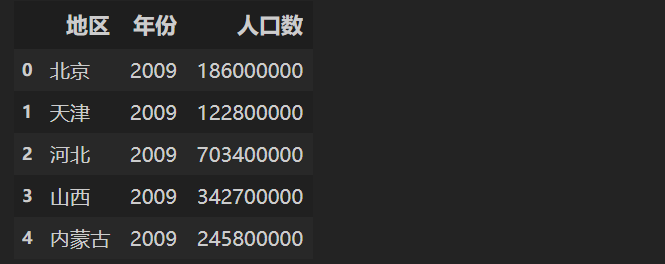 地区 年份 人口数
0 北京 2009 186000000
1 天津 2009 122800000
2 河北 2009 703400000
3 山西 2009 342700000
4 内蒙古 2009 245800000